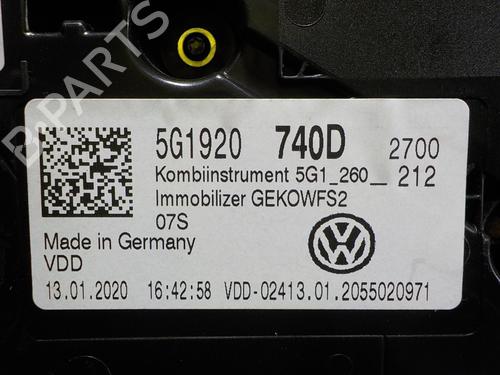 B-PARTS
5G1920 740D 2700
Kombiinstrument 5G1_260__ 212
Immobilizer GEKOWFS2
07S
Made in Germany
VDD
13.01.2020 16:42:58 VDD-02413.01.2055020971